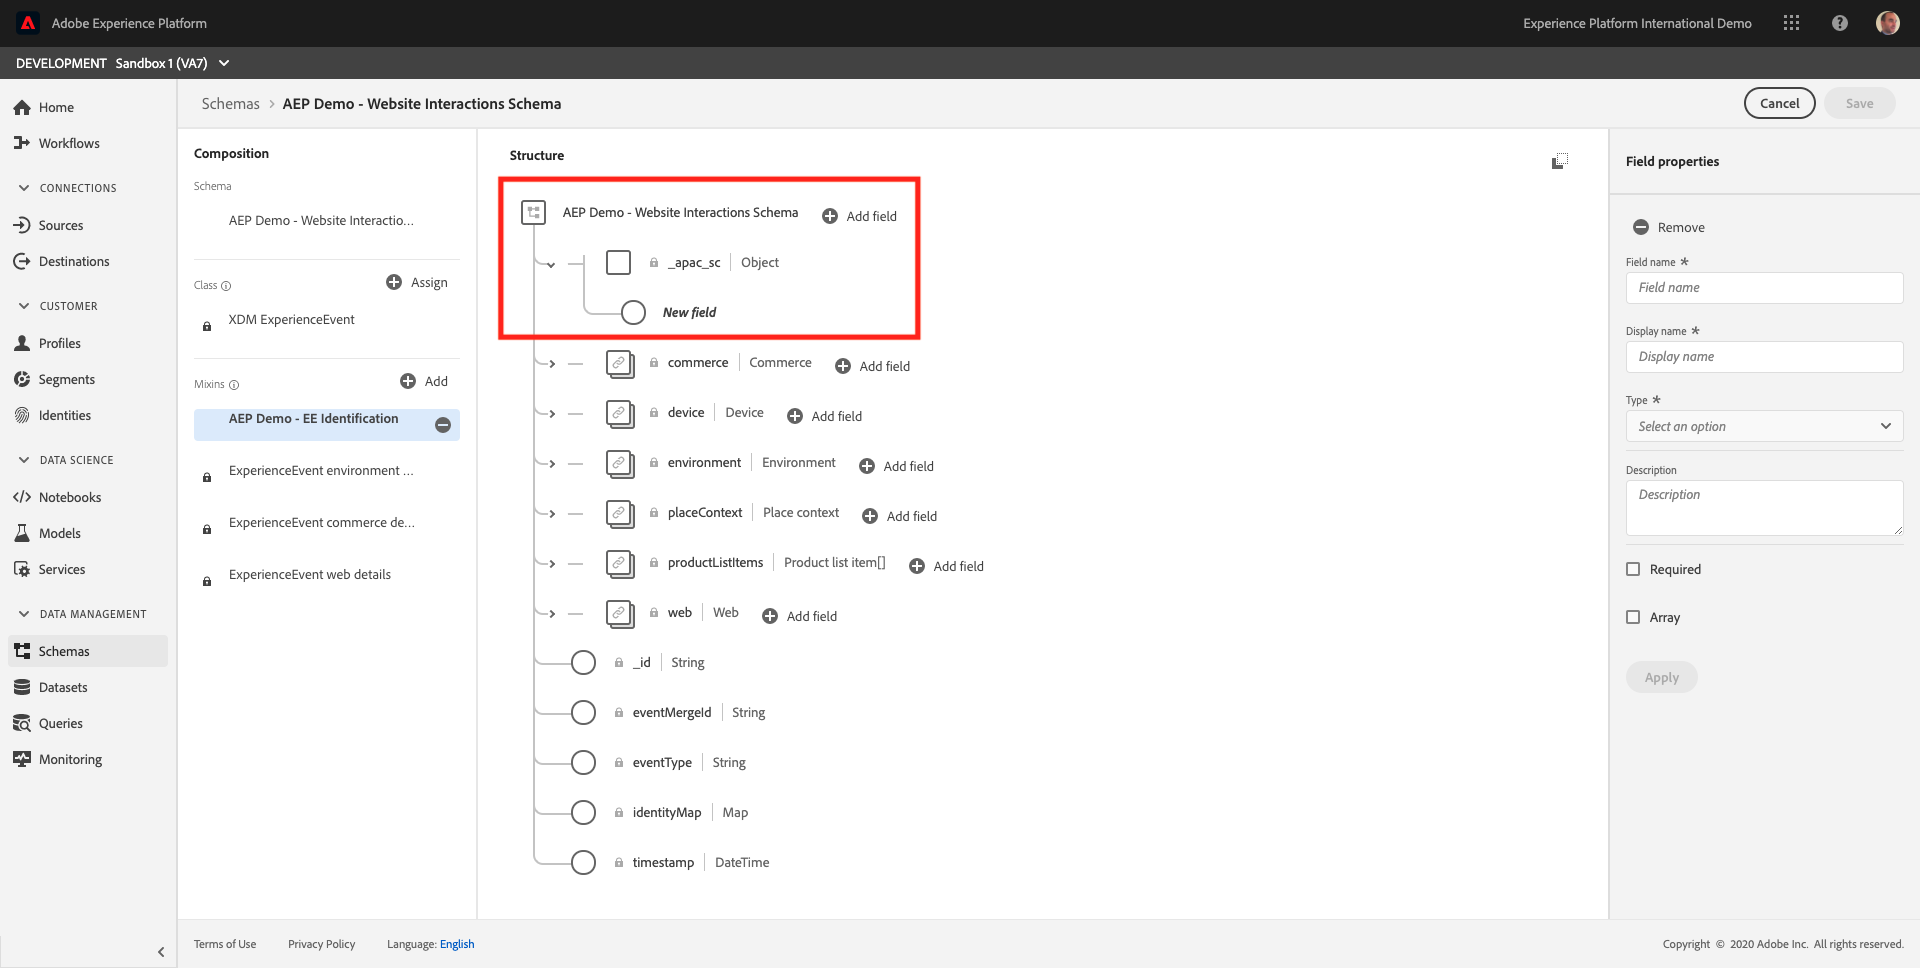 Adobe Experience Platform
Experience Platform International Demo
DEVELOPMENT Sandbox 1 (VA7)
Home
Workflows
CONNECTIONS
Sources
Destinations
CUSTOMER
Profiles
Segments
Identities
DATA SCIENCE
Notebooks
Models
Services
DATA MANAGEMENT
Schemas
Datasets
Queries
Monitoring
Schemas > AEP Demo - Website Interactions Schema
Cancel
Save
Composition
Schema
AEP Demo - Website Interactio...
Class
Assign
XDM ExperienceEvent
Mixins
Add
AEP Demo - EE Identification
ExperienceEvent environment ...
ExperienceEvent commerce de...
ExperienceEvent web details
Structure
AEP Demo - Website Interactions Schema Add field
_apac_sc Object
New field
commerce Commerce Add field
device Device Add field
environment Environment Add field
placeContext Place context Add field
productListItems Product list item[] Add field
web Web Add field
_id String
eventMergeId String
eventType String
identityMap Map
timestamp DateTime
Field properties
Remove
Field name *
Field name
Display name *
Display name
Type *
Select an option
Description
Description
Required
Array
Apply
Terms of Use Privacy Policy Language: English
Copyright © 2020 Adobe Inc. All rights reserved.